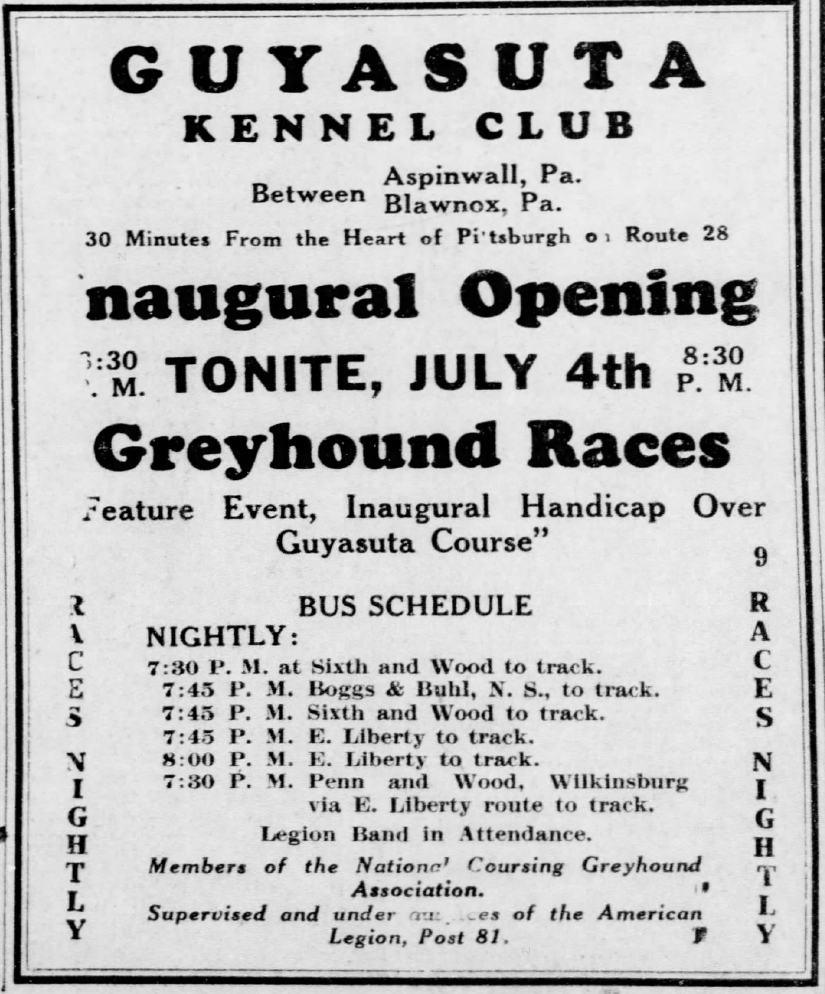 GUYASUTA
KENNEL CLUB
Between Aspinwall, Pa.
Blawnox, Pa.
30 Minutes From the Heart of Pi'tsburgh on Route 28
naugural Opening
:30 . M. TONITE, JULY 4th 8:30 P. M.
Greyhound Races
Feature Event, Inaugural Handicap Over
Guyasuta Course"
BUS SCHEDULE
NIGHTLY:
7:30 P. M. at Sixth and Wood to track.
7:45 P. M. Boggs & Buhl, N. S., to track.
7:45 P. M. Sixth and Wood to track.
7:45 P. M. E. Liberty to track.
8:00 P. M. E. Liberty to track.
7:30 P. M. Penn and Wood, Wilkinsburg
via E. Liberty route to track.
Legion Band in Attendance.
Members of the National Coursing Greyhound
Association.
Supervised and under of the American
Legion, Post 81.
RACES NIGHTLY
9 RACES NIGHTLY